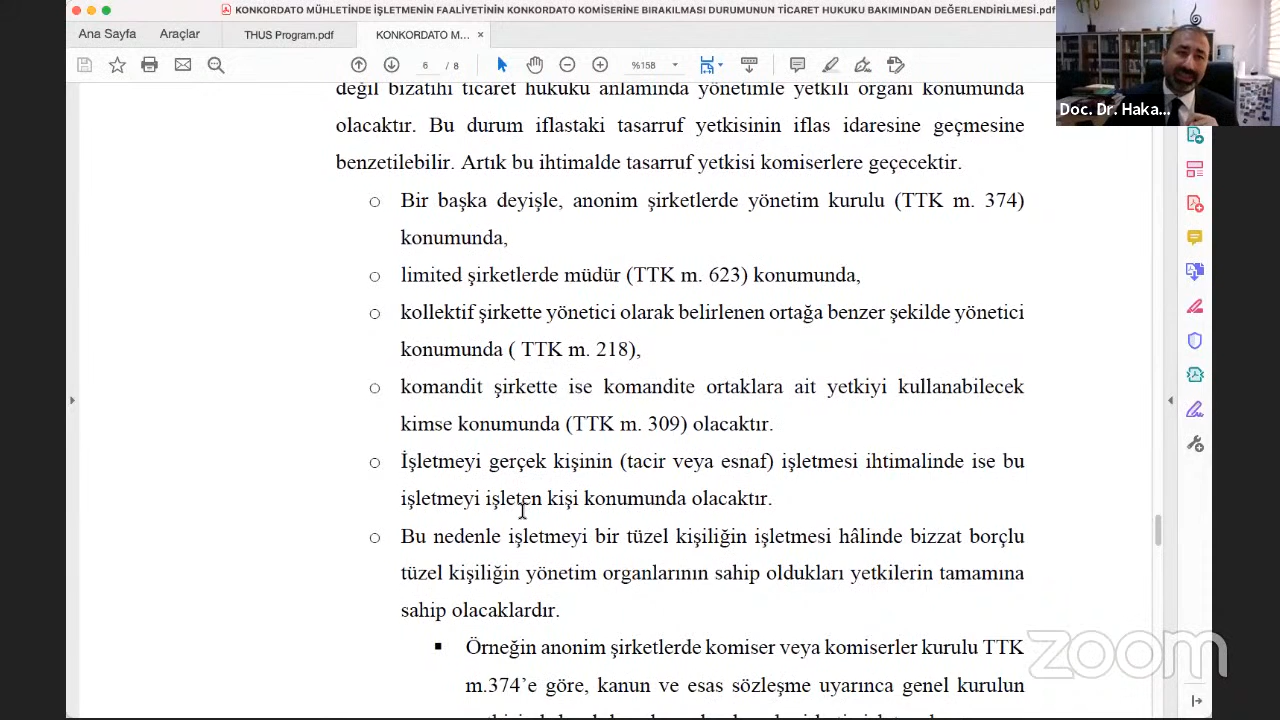 KONKORDATO MÜHLETİNDE İŞLETMENİN FAALİYETİNİN KONKORDATO KOMİSERİNE BIRAKILMASI DURUMUNUN TİCARET HUKUKU BAKIMINDAN DEĞERLENDİRİLMESİ.pdf
Ana Sayfa Araçlar THUS Program.pdf KONKORDATO M... ×
6 / 8 %158
Doc. Dr. Haka...
değil bizatihi ticaret hukuku anlamında yönetimle yetkili organı konumunda
olacaktır. Bu durum iflastaki tasarruf yetkisinin iflas idaresine geçmesine
benzetilebilir. Artık bu ihtimalde tasarruf yetkisi komiserlere geçecektir.
○ Bir başka deyişle, anonim şirketlerde yönetim kurulu (TTK m. 374)
konumunda,
○ limited şirketlerde müdür (TTK m. 623) konumunda,
○ kollektif şirkette yönetici olarak belirlenen ortağa benzer şekilde yönetici
konumunda ( TTK m. 218),
○ komandit şirkette ise komandite ortaklara ait yetkiyi kullanabilecek
kimse konumunda (TTK m. 309) olacaktır.
○ İşletmeyi gerçek kişinin (tacir veya esnaf) işletmesi ihtimalinde ise bu
işletmeyi işleten kişi konumunda olacaktır.
○ Bu nedenle işletmeyi bir tüzel kişiliğin işletmesi hâlinde bizzat borçlu
tüzel kişiliğin yönetim organlarının sahip oldukları yetkilerin tamamına
sahip olacaklardır.
▪ Örneğin anonim şirketlerde komiser veya komiserler kurulu TTK
m.374’e göre, kanun ve esas sözleşme uyarınca genel kurulun
zoom